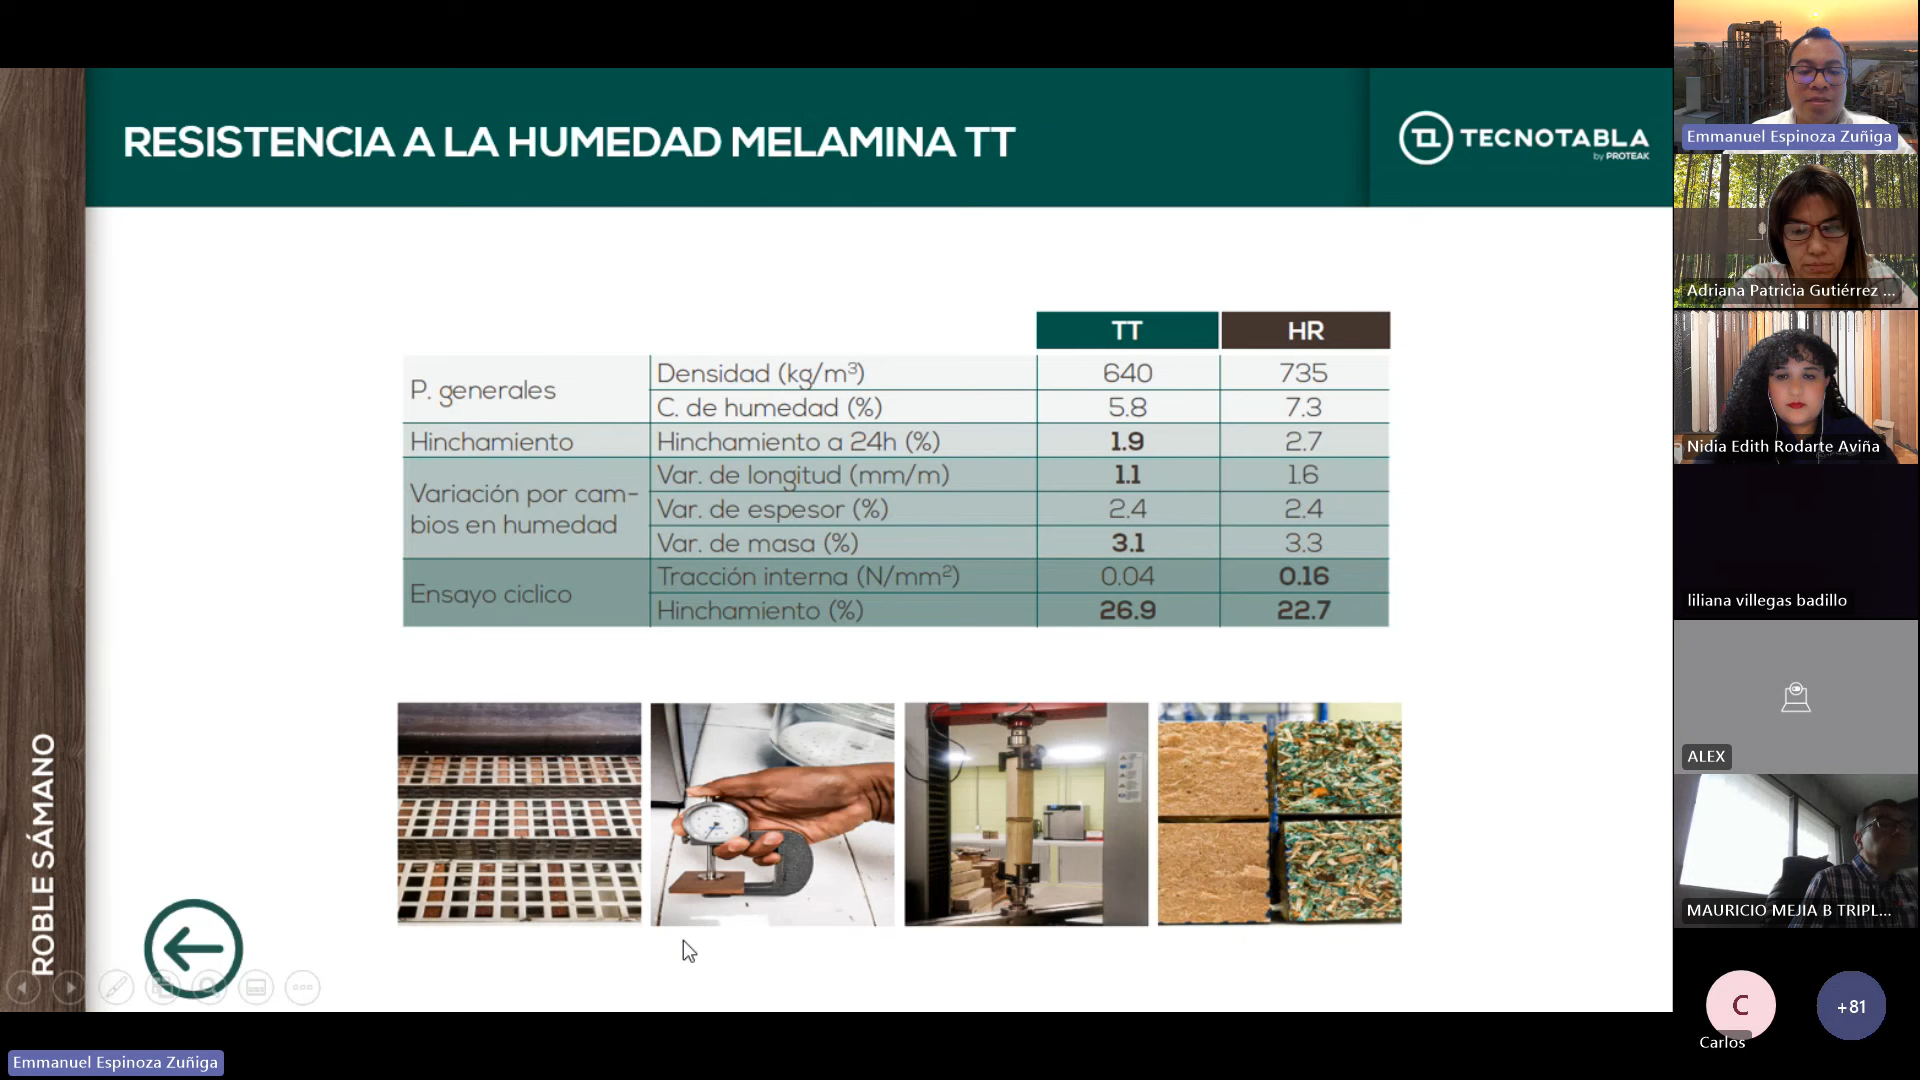 RESISTENCIA A LA HUMEDAD MELAMINA TT
TECNOTABLA
by PROTEAK
TT HR
P. generales
Densidad (kg/m³) 640 735
C. de humedad (%) 5.8 7.3
Hinchamiento
Hinchamiento a 24h (%) 1.9 2.7
Variación por cam-
bios en humedad
Var. de longitud (mm/m) 1.1 1.6
Var. de espesor (%) 2.4 2.4
Var. de masa (%) 3.1 3.3
Ensayo ciclico
Tracción interna (N/mm²) 0.04 0.16
Hinchamiento (%) 26.9 22.7
ROBLE SÁMANO
Emmanuel Espinoza Zuñiga
Emmanuel Espinoza Zuñiga
Adriana Patricia Gutiérrez ...
Nidia Edith Rodarte Aviña
liliana villegas badillo
ALEX
MAURICIO MEJIA B TRIPL...
C
Carlos
+81